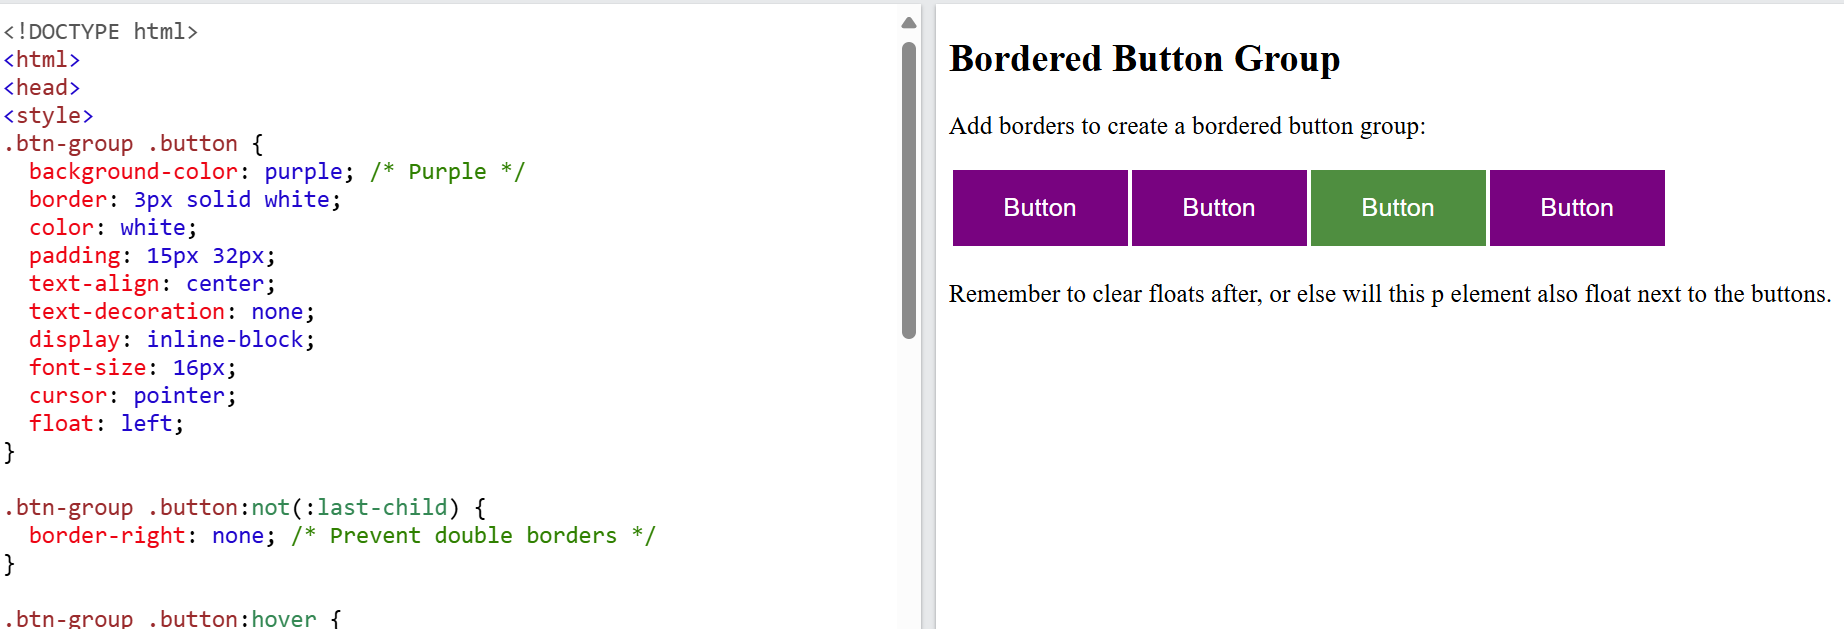 <!DOCTYPE html>
<html>
<head>
<style>
.btn-group .button {
  background-color: purple; /* Purple */
  border: 3px solid white;
  color: white;
  padding: 15px 32px;
  text-align: center;
  text-decoration: none;
  display: inline-block;
  font-size: 16px;
  cursor: pointer;
  float: left;
}

.btn-group .button:not(:last-child) {
  border-right: none; /* Prevent double borders */
}

.btn-group .button:hover {
Bordered Button Group
Add borders to create a bordered button group:
Button Button Button Button
Remember to clear floats after, or else will this p element also float next to the buttons.